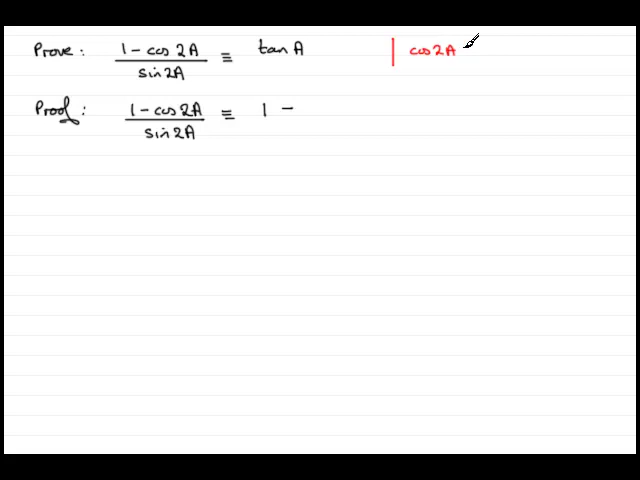 Prove: 1 - cos 2A / sin 2A ≡ tan A | cos 2A
Proof: 1 - cos 2A / sin 2A ≡ 1 -